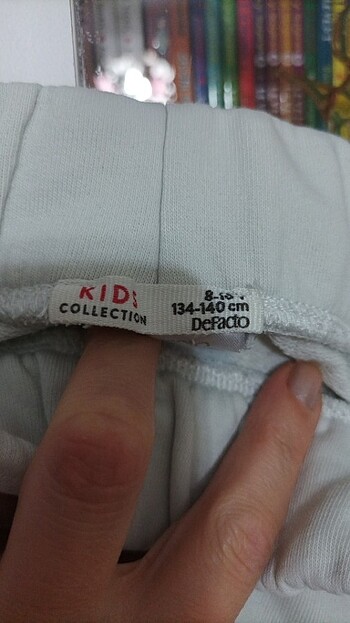 KIDS
COLLECTION
134-140 cm
DeFacto